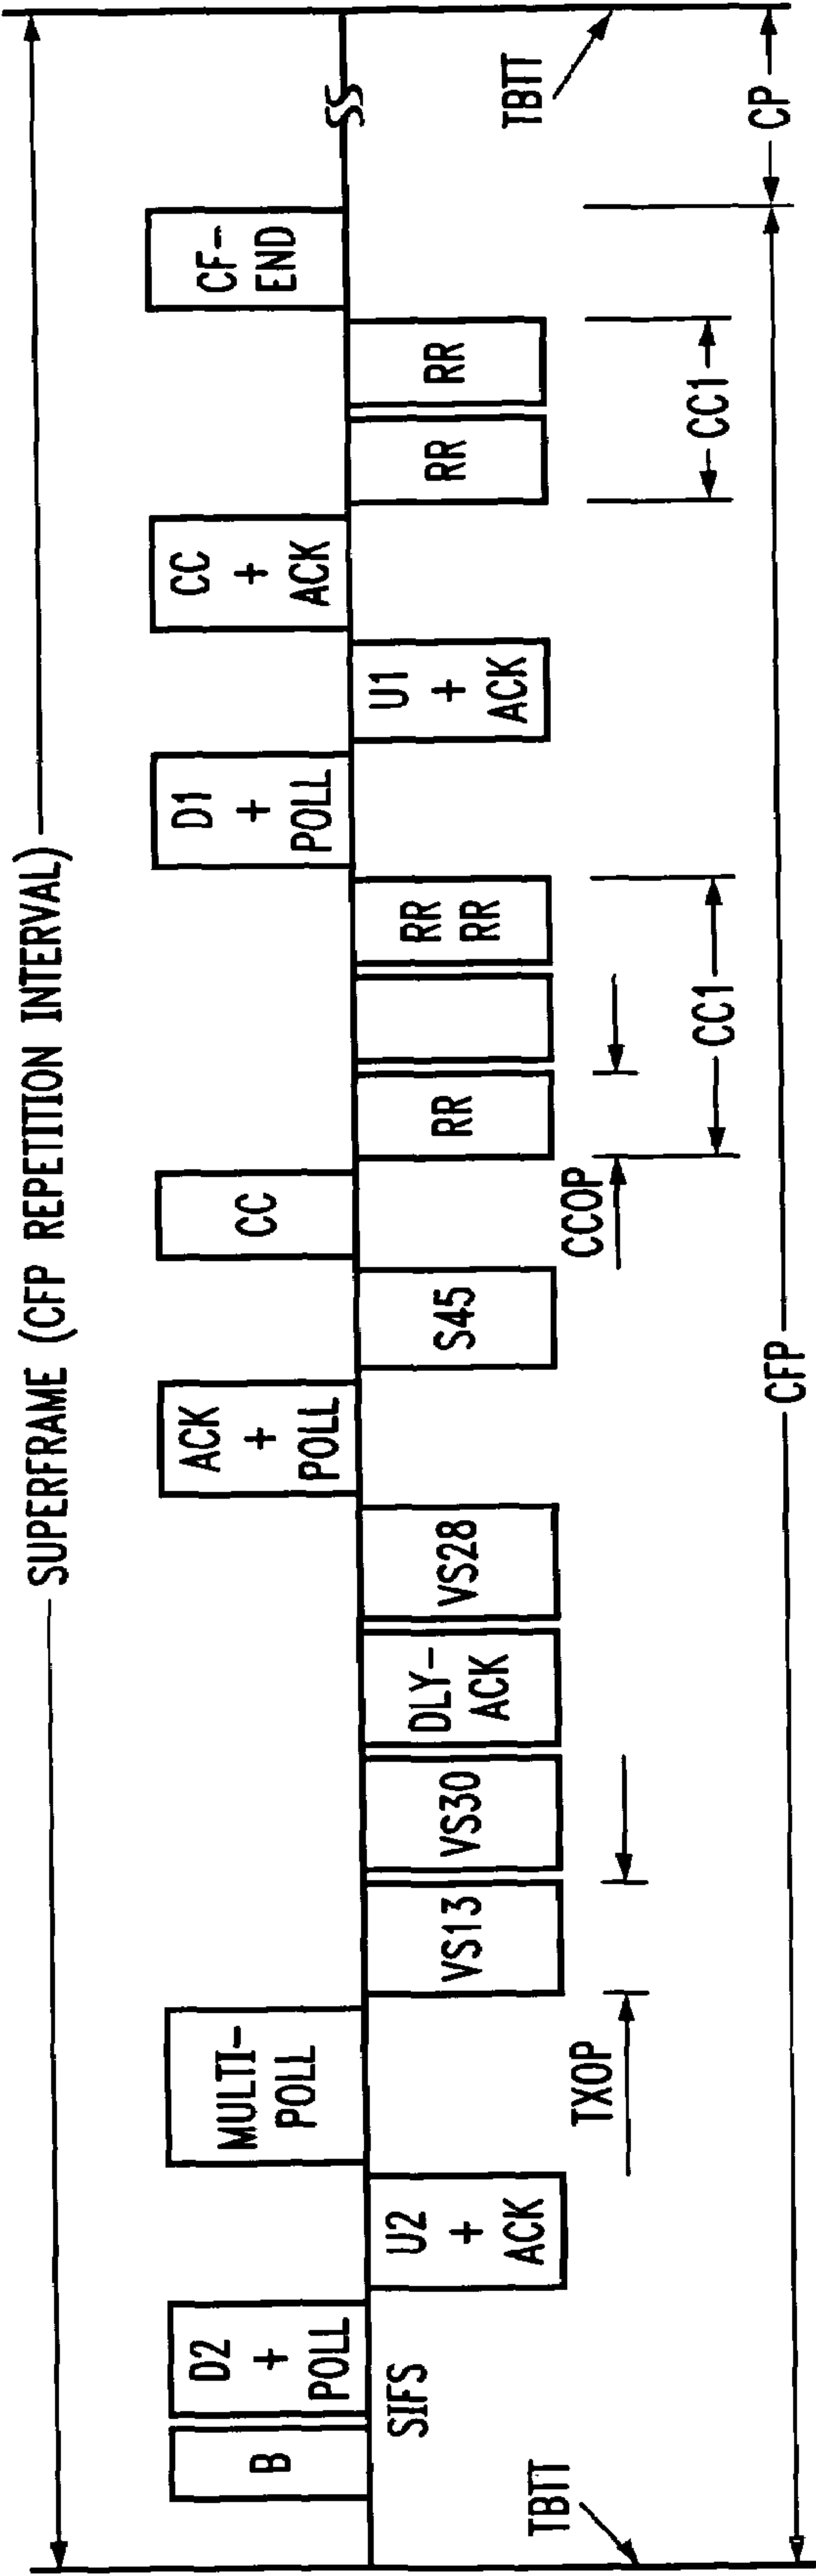 SUPERFRAME (CFP REPETITION INTERVAL)
B
D2
+
POLL
MULTI-
POLL
ACK
+
POLL
CC
D1
+
POLL
CC
+
ACK
CF-
END
SS
SIFS
U2
+
ACK
VS13
VS30
DLY-
ACK
VS28
S45
RR
RR
RR
U1
+
ACK
RR
RR
TBTT
TXOP
CCOP
CC1
CC1
TBTT
CFP
CP